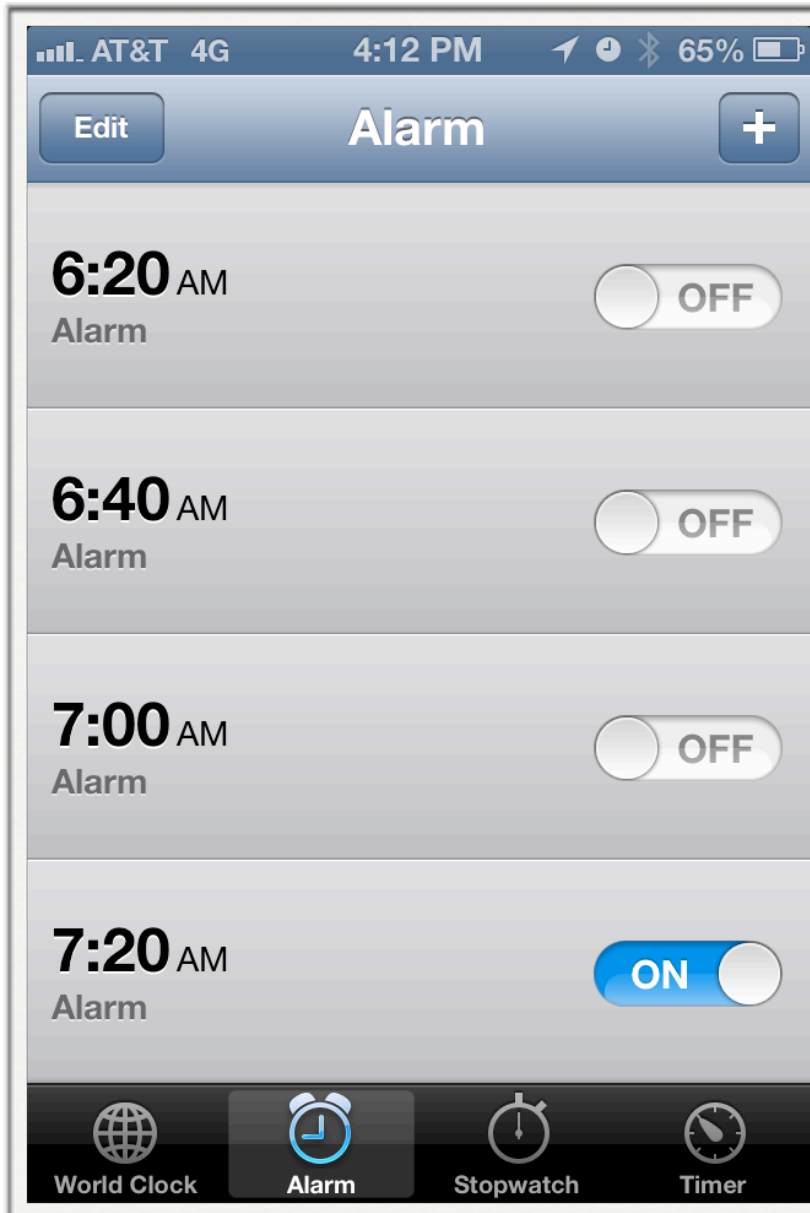 AT&T 4G 4:12 PM 65%
Edit Alarm +
6:20 AM OFF
Alarm
6:40 AM OFF
Alarm
7:00 AM OFF
Alarm
7:20 AM ON
Alarm
World Clock Alarm Stopwatch Timer